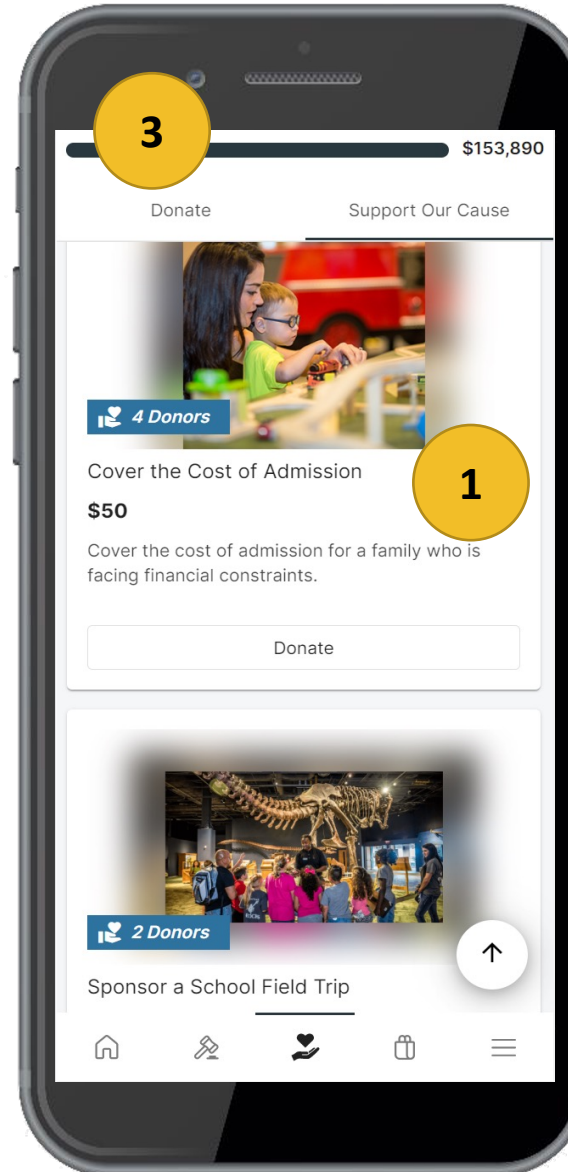 3
$153,890
Donate
Support Our Cause
4 Donors
Cover the Cost of Admission
1
$50
Cover the cost of admission for a family who is
facing financial constraints.
Donate
2 Donors
Sponsor a School Field Trip